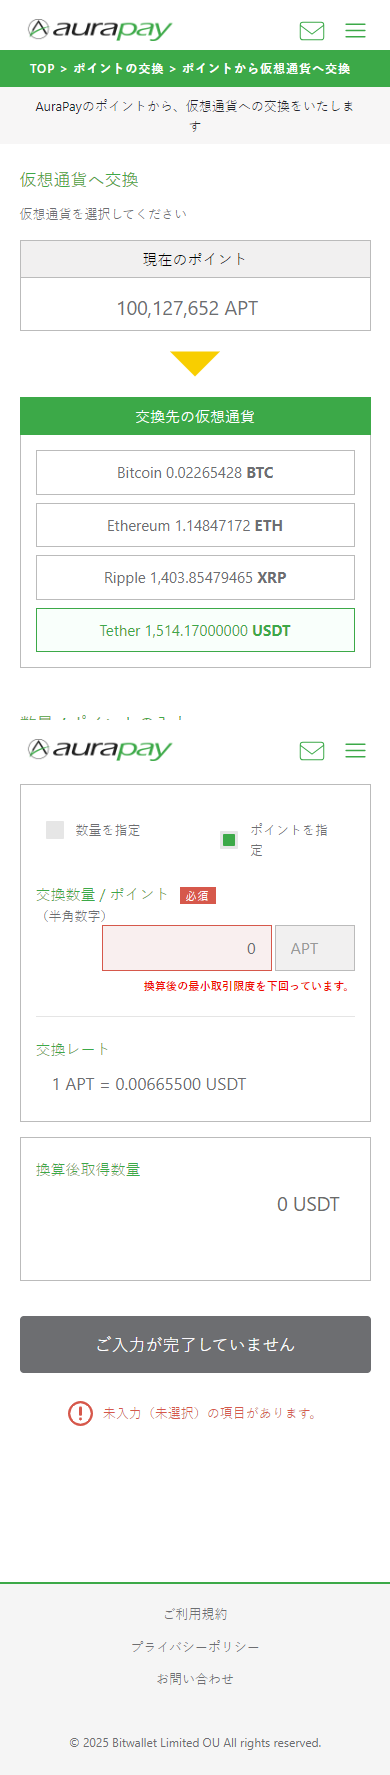 aurapay
TOP > ポイントの交換 > ポイントから仮想通貨へ交換
AuraPayのポイントから、仮想通貨への交換をいたしま
す
仮想通貨へ交換
仮想通貨を選択してください
現在のポイント
100,127,652 APT
交換先の仮想通貨
Bitcoin 0.02265428 BTC
Ethereum 1.14847172 ETH
Ripple 1,403.85479465 XRP
Tether 1,514.17000000 USDT
数量 / ポイントの入力
aurapay
数量を指定
ポイントを指
定
交換数量 / ポイント 必須
（半角数字）
0 APT
換算後の最小取引限度を下回っています。
交換レート
1 APT = 0.00665500 USDT
換算後取得数量
0 USDT
ご入力が完了していません
未入力（未選択）の項目があります。
ご利用規約
プライバシーポリシー
お問い合わせ
© 2025 Bitwallet Limited OU All rights reserved.